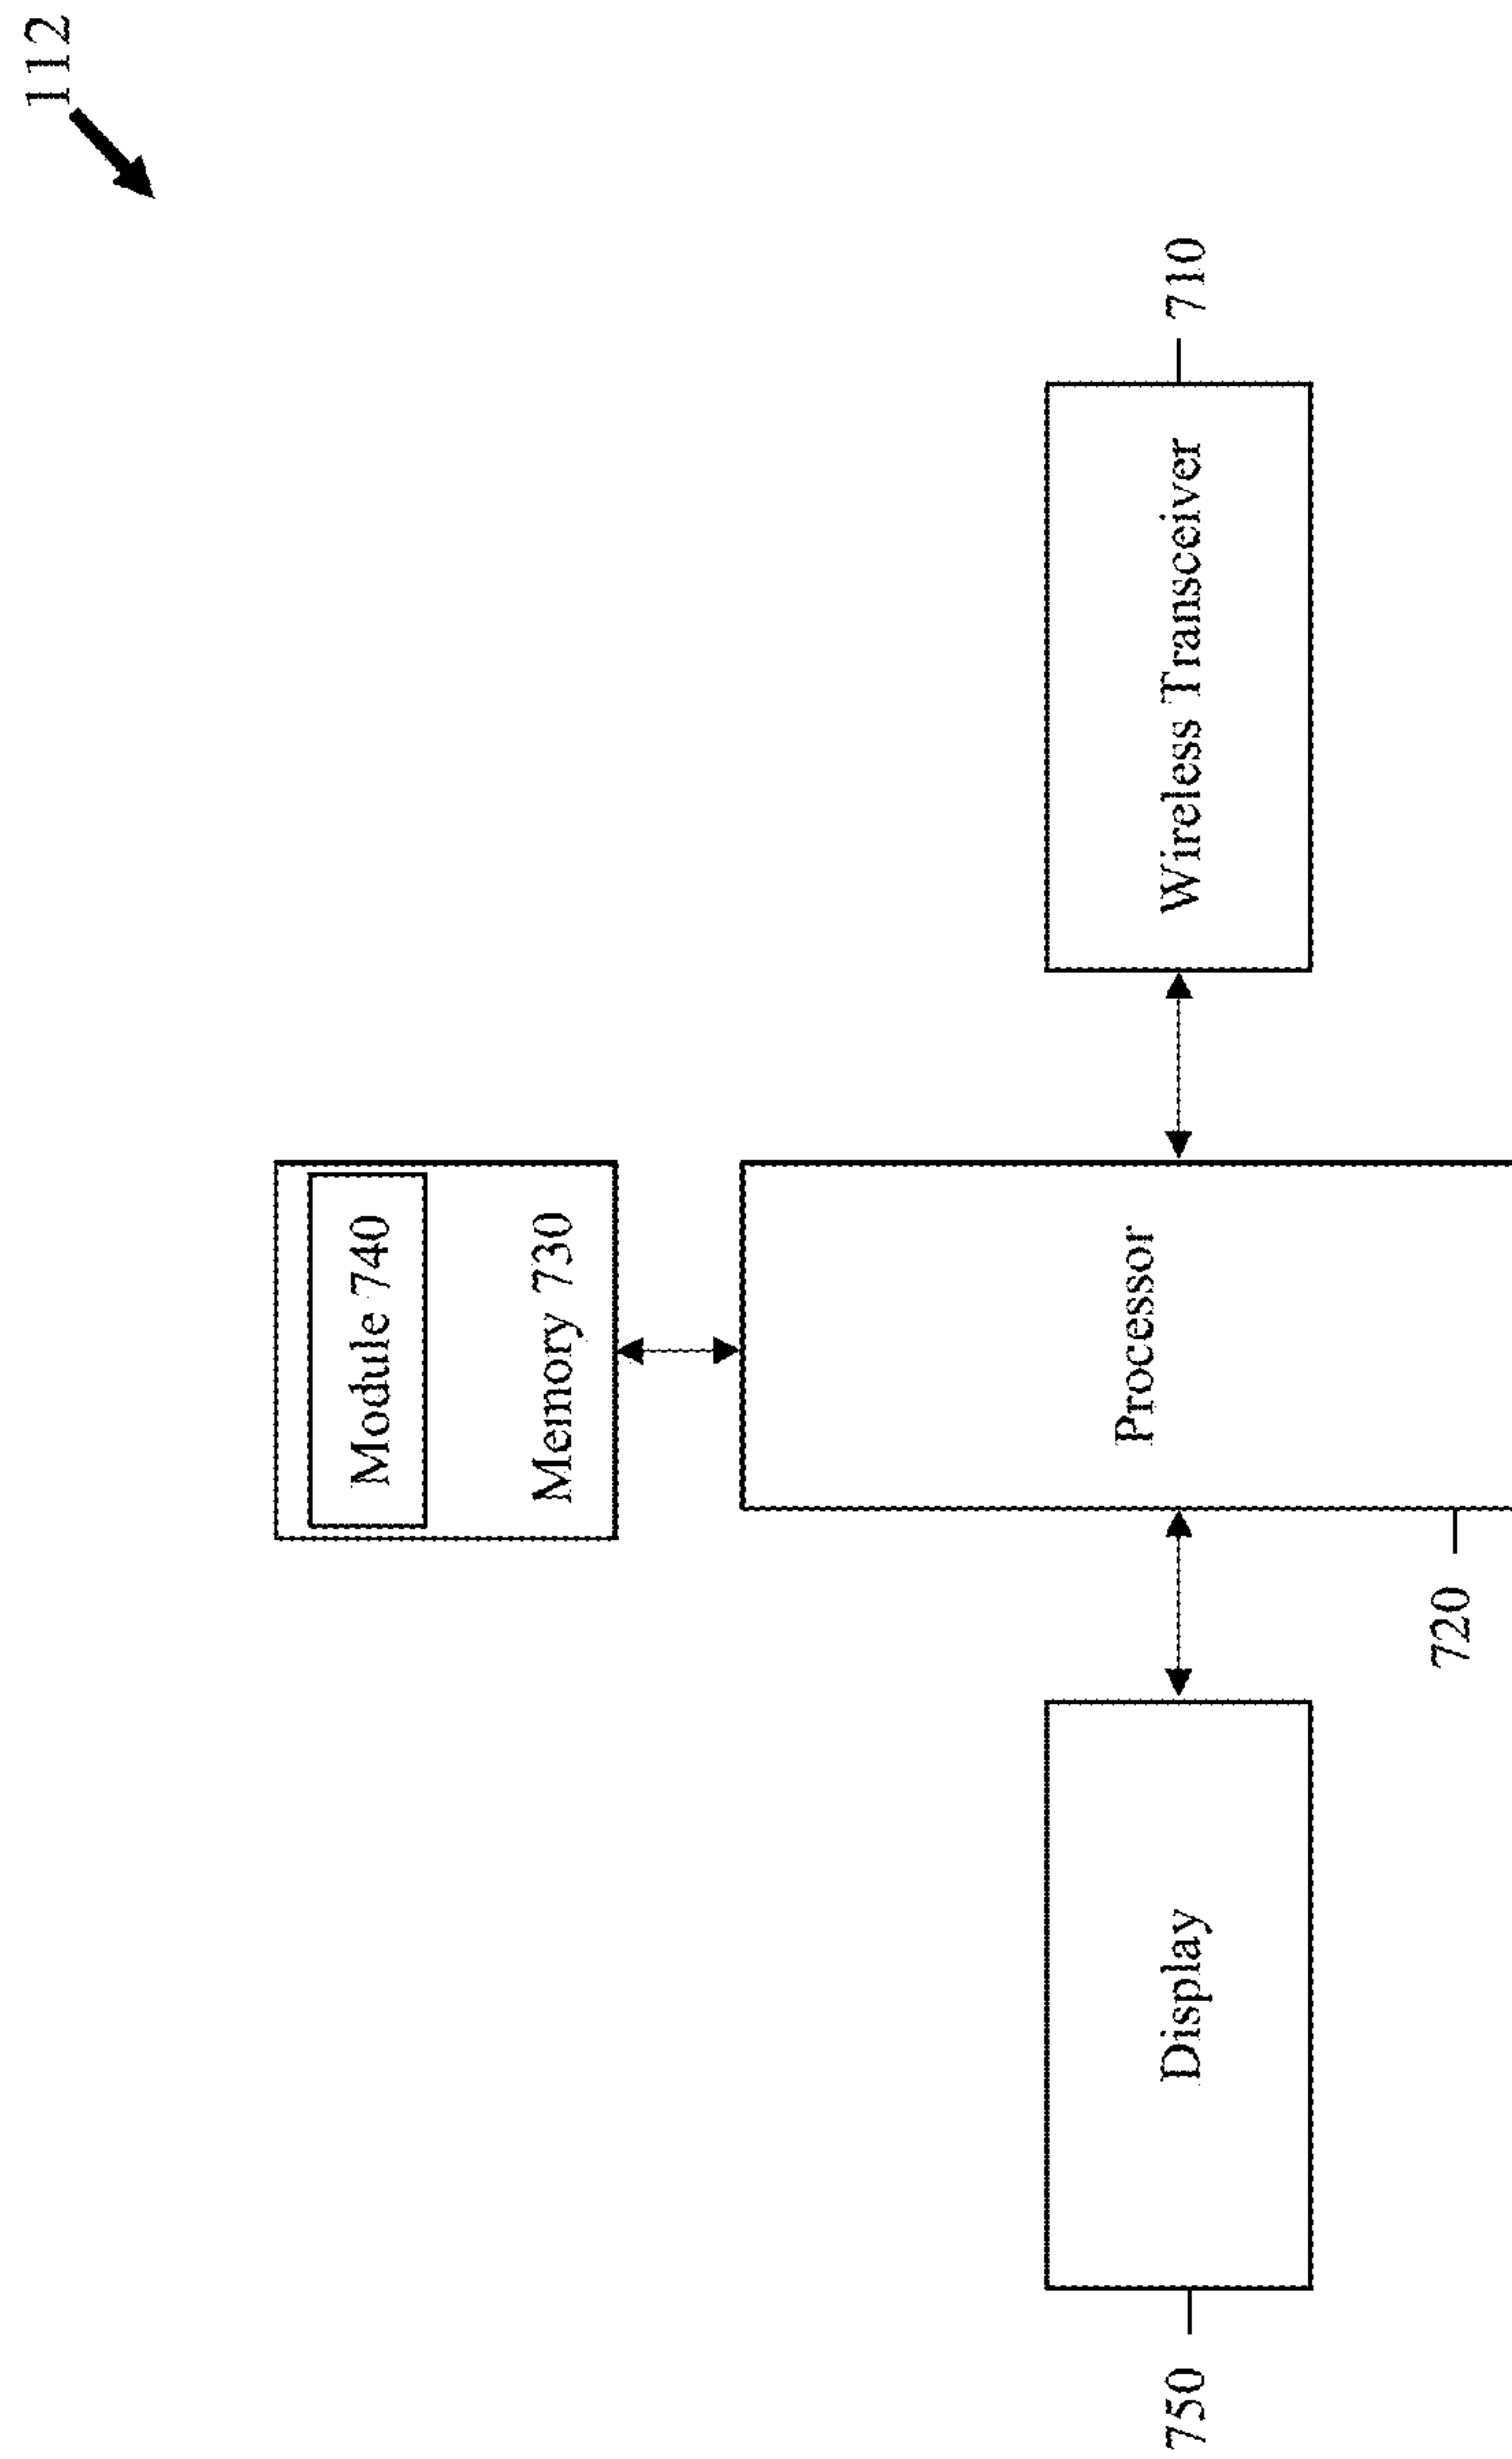 112
Module 740
Memory 730
750
Display
Processor
Wireless Transceiver
710
720